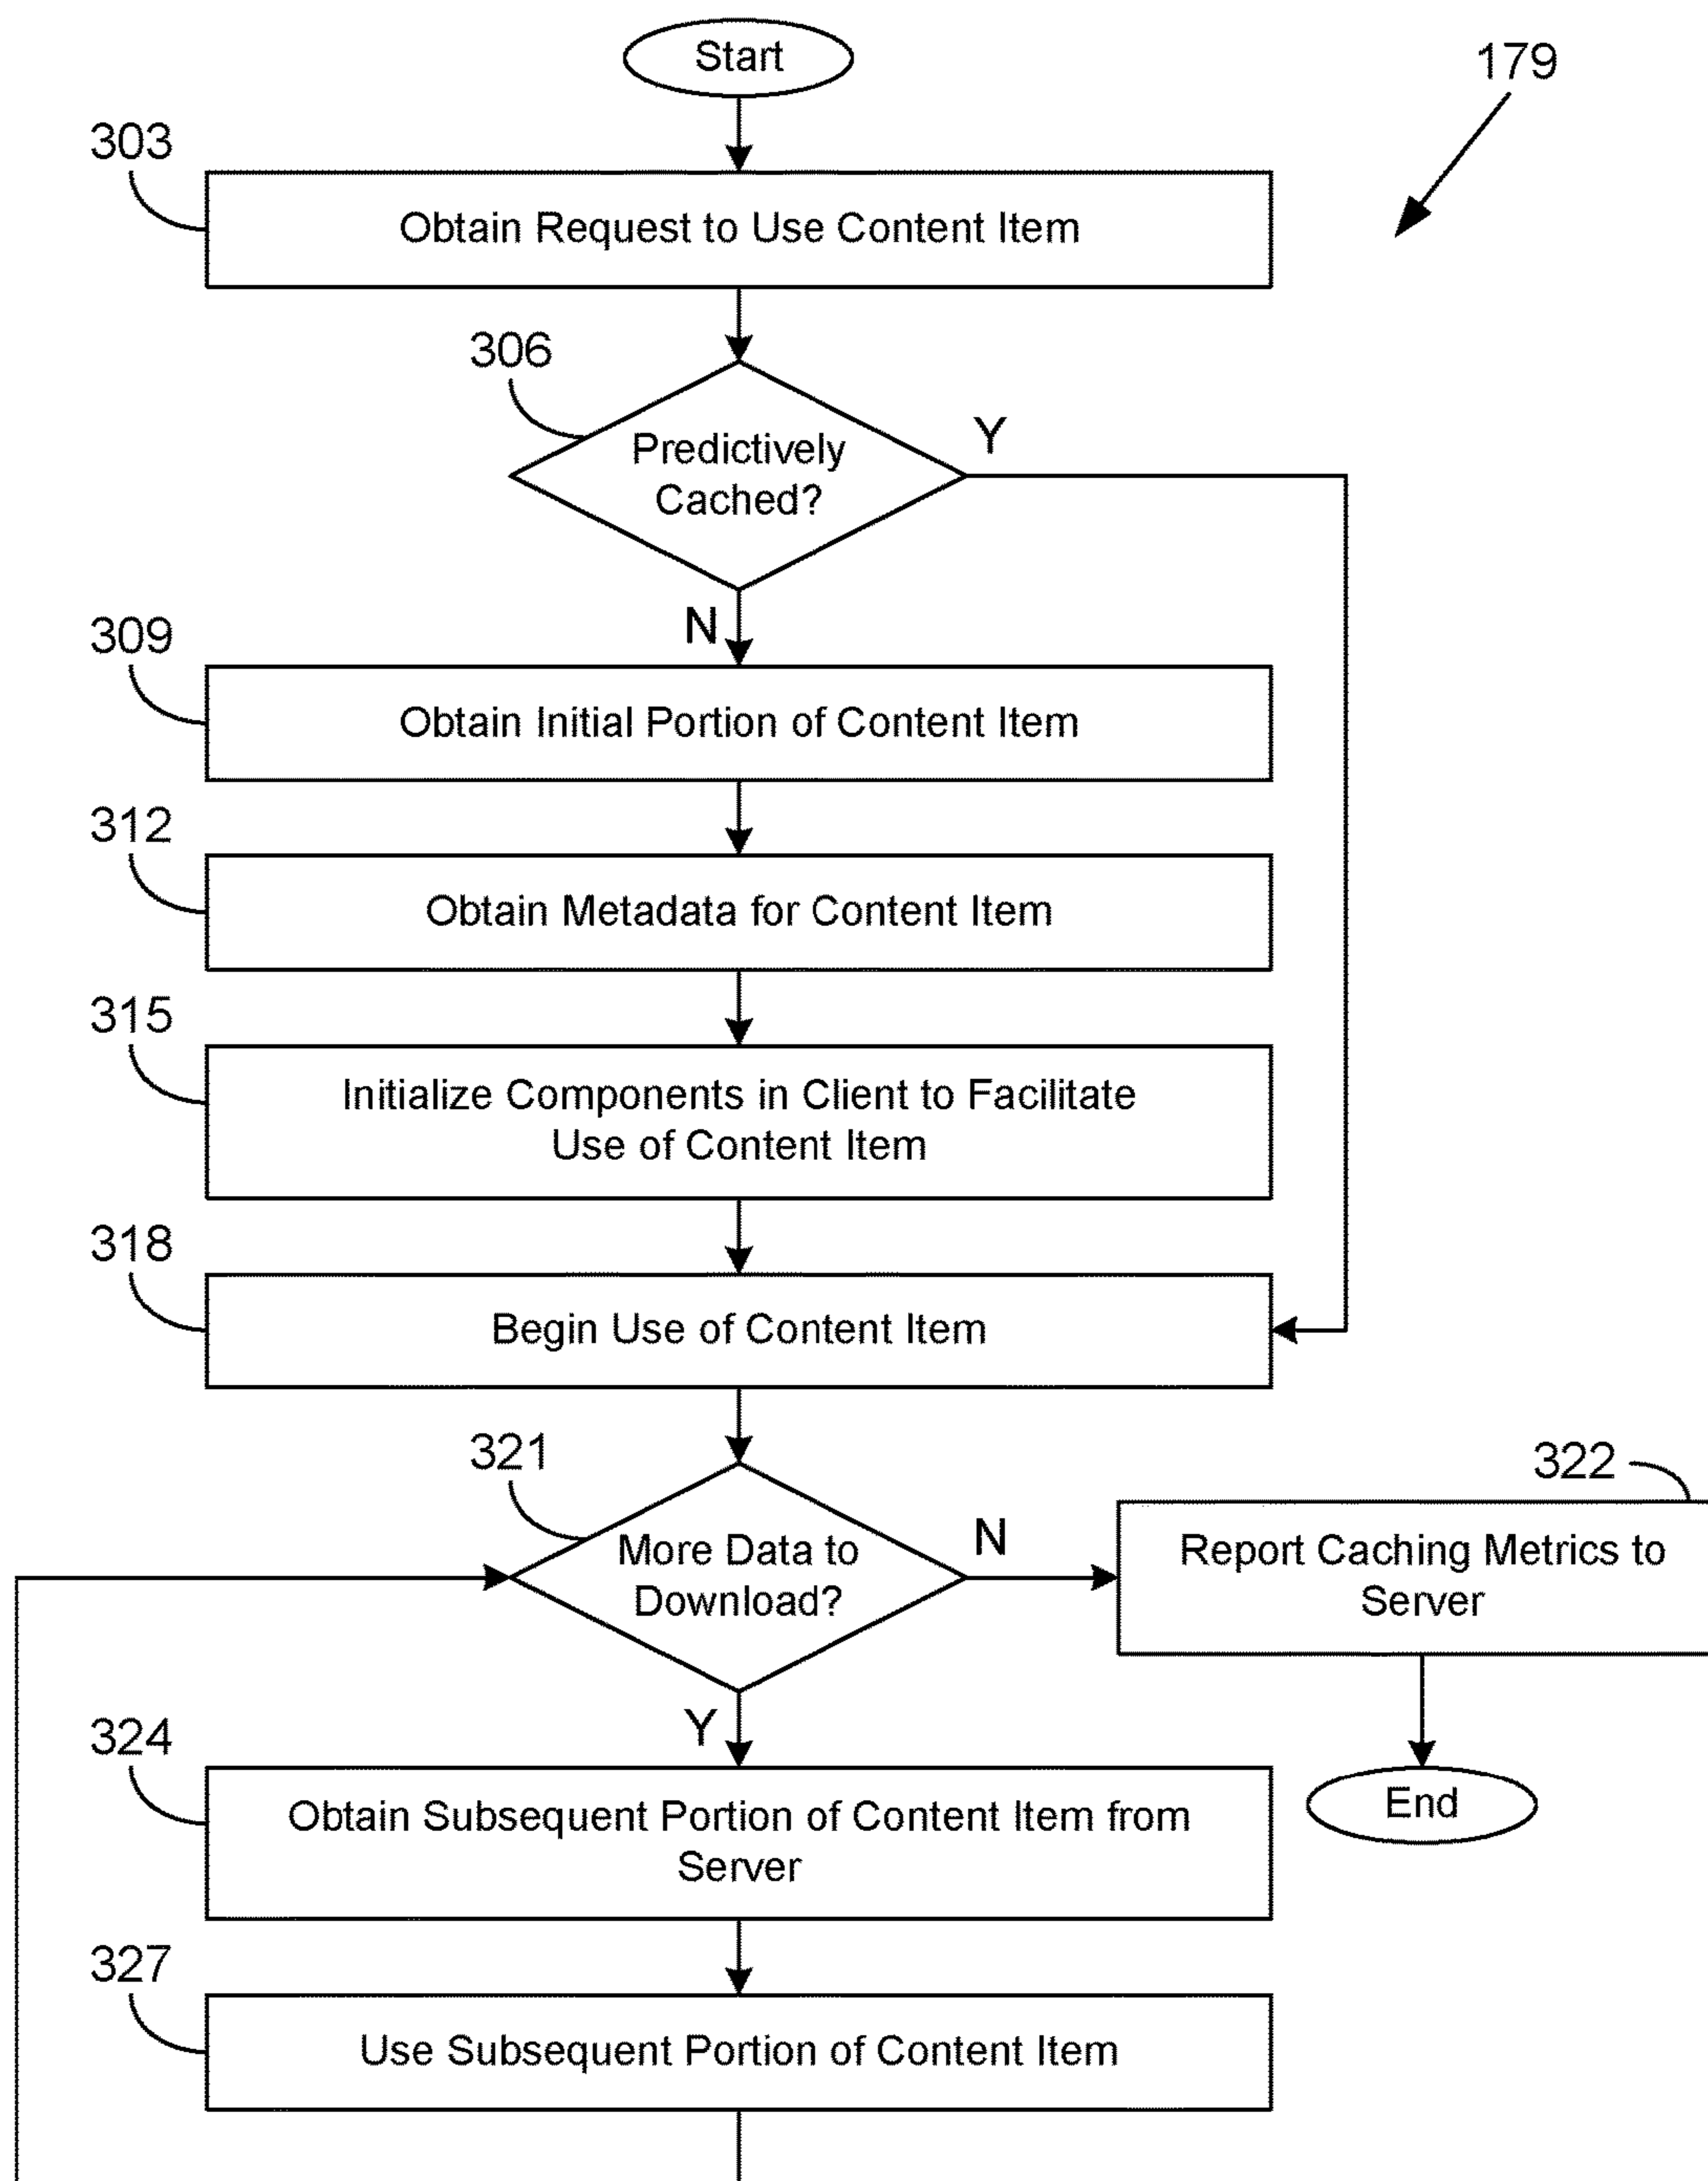 Start
179
303
Obtain Request to Use Content Item
306
Predictively
Cached?
Y
N
309
Obtain Initial Portion of Content Item
312
Obtain Metadata for Content Item
315
Initialize Components in Client to Facilitate
Use of Content Item
318
Begin Use of Content Item
321
More Data to
Download?
N
322
Report Caching Metrics to
Server
Y
End
324
Obtain Subsequent Portion of Content Item from
Server
327
Use Subsequent Portion of Content Item